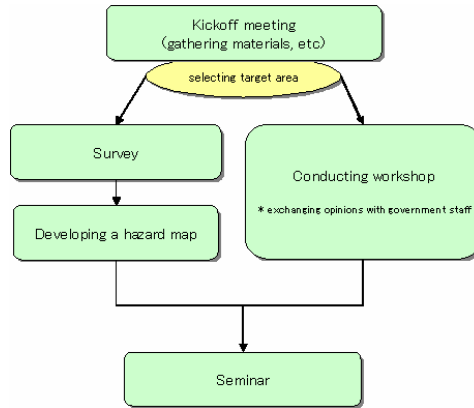 Kickoff meeting
(gathering materials, etc)
selecting target area
Survey
Conducting workshop
* exchanging opinions with government staff
Developing a hazard map
Seminar